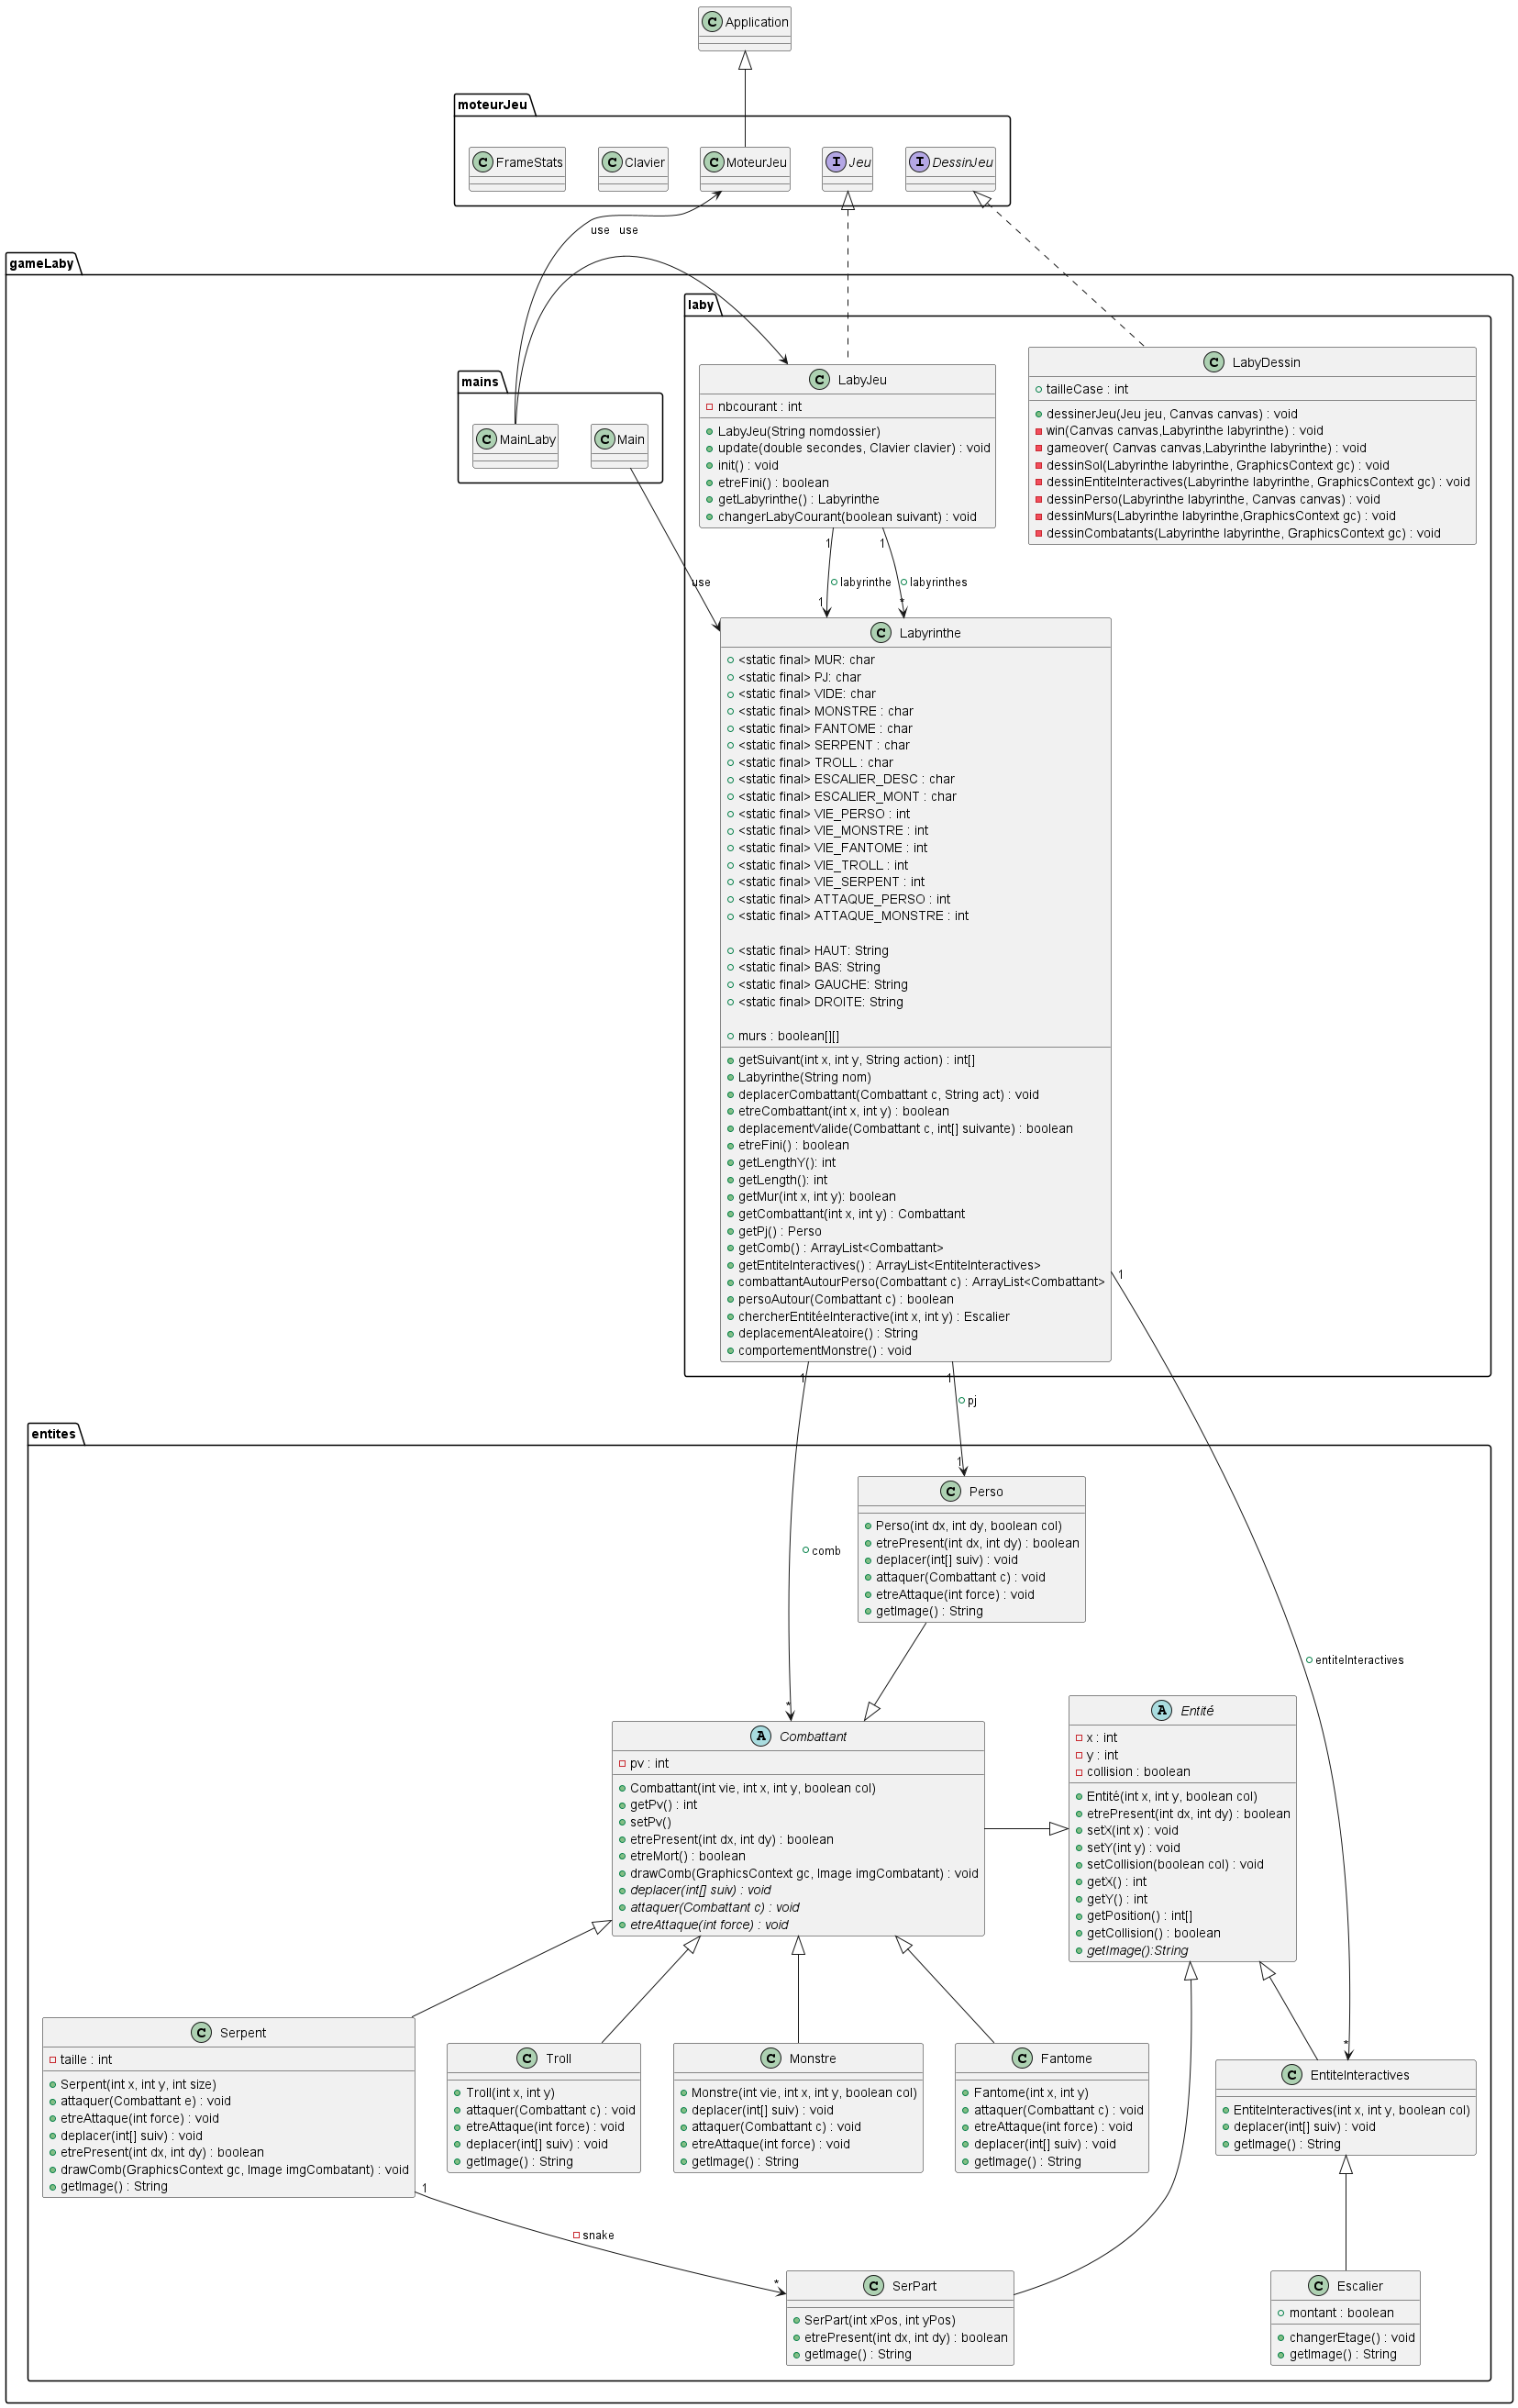 Application
moteurJeu
FrameStats
Clavier
MoteurJeu
Jeu
DessinJeu
use
use
gameLaby
laby
mains
MainLaby
Main
LabyJeu
nbcourant : int
LabyJeu(String nomdossier)
update(double secondes, Clavier clavier) : void
init() : void
etreFini() : boolean
getLabyrinthe() : Labyrinthe
changerLabyCourant(boolean suivant) : void
LabyDessin
tailleCase : int
dessinerJeu(Jeu jeu, Canvas canvas) : void
win(Canvas canvas,Labyrinthe labyrinthe) : void
gameover( Canvas canvas,Labyrinthe labyrinthe) : void
dessinSol(Labyrinthe labyrinthe, GraphicsContext gc) : void
dessinEntiteInteractives(Labyrinthe labyrinthe, GraphicsContext gc) : void
dessinPerso(Labyrinthe labyrinthe, Canvas canvas) : void
dessinMurs(Labyrinthe labyrinthe,GraphicsContext gc) : void
dessinCombatants(Labyrinthe labyrinthe, GraphicsContext gc) : void
1
1
use
labyrinthe
labyrinthes
1
*
Labyrinthe
<static final> MUR: char
<static final> PJ: char
<static final> VIDE: char
<static final> MONSTRE : char
<static final> FANTOME : char
<static final> SERPENT : char
<static final> TROLL : char
<static final> ESCALIER_DESC : char
<static final> ESCALIER_MONT : char
<static final> VIE_PERSO : int
<static final> VIE_MONSTRE : int
<static final> VIE_FANTOME : int
<static final> VIE_TROLL : int
<static final> VIE_SERPENT : int
<static final> ATTAQUE_PERSO : int
<static final> ATTAQUE_MONSTRE : int
<static final> HAUT: String
<static final> BAS: String
<static final> GAUCHE: String
<static final> DROITE: String
murs : boolean[][]
getSuivant(int x, int y, String action) : int[]
Labyrinthe(String nom)
deplacerCombattant(Combattant c, String act) : void
etreCombattant(int x, int y) : boolean
deplacementValide(Combattant c, int[] suivante) : boolean
etreFini() : boolean
getLengthY(): int
getLength(): int
getMur(int x, int y): boolean
getCombattant(int x, int y) : Combattant
getPj() : Perso
getComb() : ArrayList<Combattant>
getEntiteInteractives() : ArrayList<EntiteInteractives>
combattantAutourPerso(Combattant c) : ArrayList<Combattant>
persoAutour(Combattant c) : boolean
chercherEntitéeInteractive(int x, int y) : Escalier
deplacementAleatoire() : String
comportementMonstre() : void
1
1
1
pj
entites
1
Perso
Perso(int dx, int dy, boolean col)
etrePresent(int dx, int dy) : boolean
deplacer(int[] suiv) : void
attaquer(Combattant c) : void
etreAttaque(int force) : void
getImage() : String
comb
entiteInteractives
*
Combattant
pv : int
Combattant(int vie, int x, int y, boolean col)
getPv() : int
setPv()
etrePresent(int dx, int dy) : boolean
etreMort() : boolean
drawComb(GraphicsContext gc, Image imgCombatant) : void
deplacer(int[] suiv) : void
attaquer(Combattant c) : void
etreAttaque(int force) : void
Entité
x : int
y : int
collision : boolean
Entité(int x, int y, boolean col)
etrePresent(int dx, int dy) : boolean
setX(int x) : void
setY(int y) : void
setCollision(boolean col) : void
getX() : int
getY() : int
getPosition() : int[]
getCollision() : boolean
getImage():String
Serpent
taille : int
Serpent(int x, int y, int size)
attaquer(Combattant e) : void
etreAttaque(int force) : void
deplacer(int[] suiv) : void
etrePresent(int dx, int dy) : boolean
drawComb(GraphicsContext gc, Image imgCombatant) : void
getImage() : String
Troll
Troll(int x, int y)
attaquer(Combattant c) : void
etreAttaque(int force) : void
deplacer(int[] suiv) : void
getImage() : String
Monstre
Monstre(int vie, int x, int y, boolean col)
deplacer(int[] suiv) : void
attaquer(Combattant c) : void
etreAttaque(int force) : void
getImage() : String
Fantome
Fantome(int x, int y)
attaquer(Combattant c) : void
etreAttaque(int force) : void
deplacer(int[] suiv) : void
getImage() : String
*
EntiteInteractives
EntiteInteractives(int x, int y, boolean col)
deplacer(int[] suiv) : void
getImage() : String
1
snake
*
SerPart
SerPart(int xPos, int yPos)
etrePresent(int dx, int dy) : boolean
getImage() : String
Escalier
montant : boolean
changerEtage() : void
getImage() : String